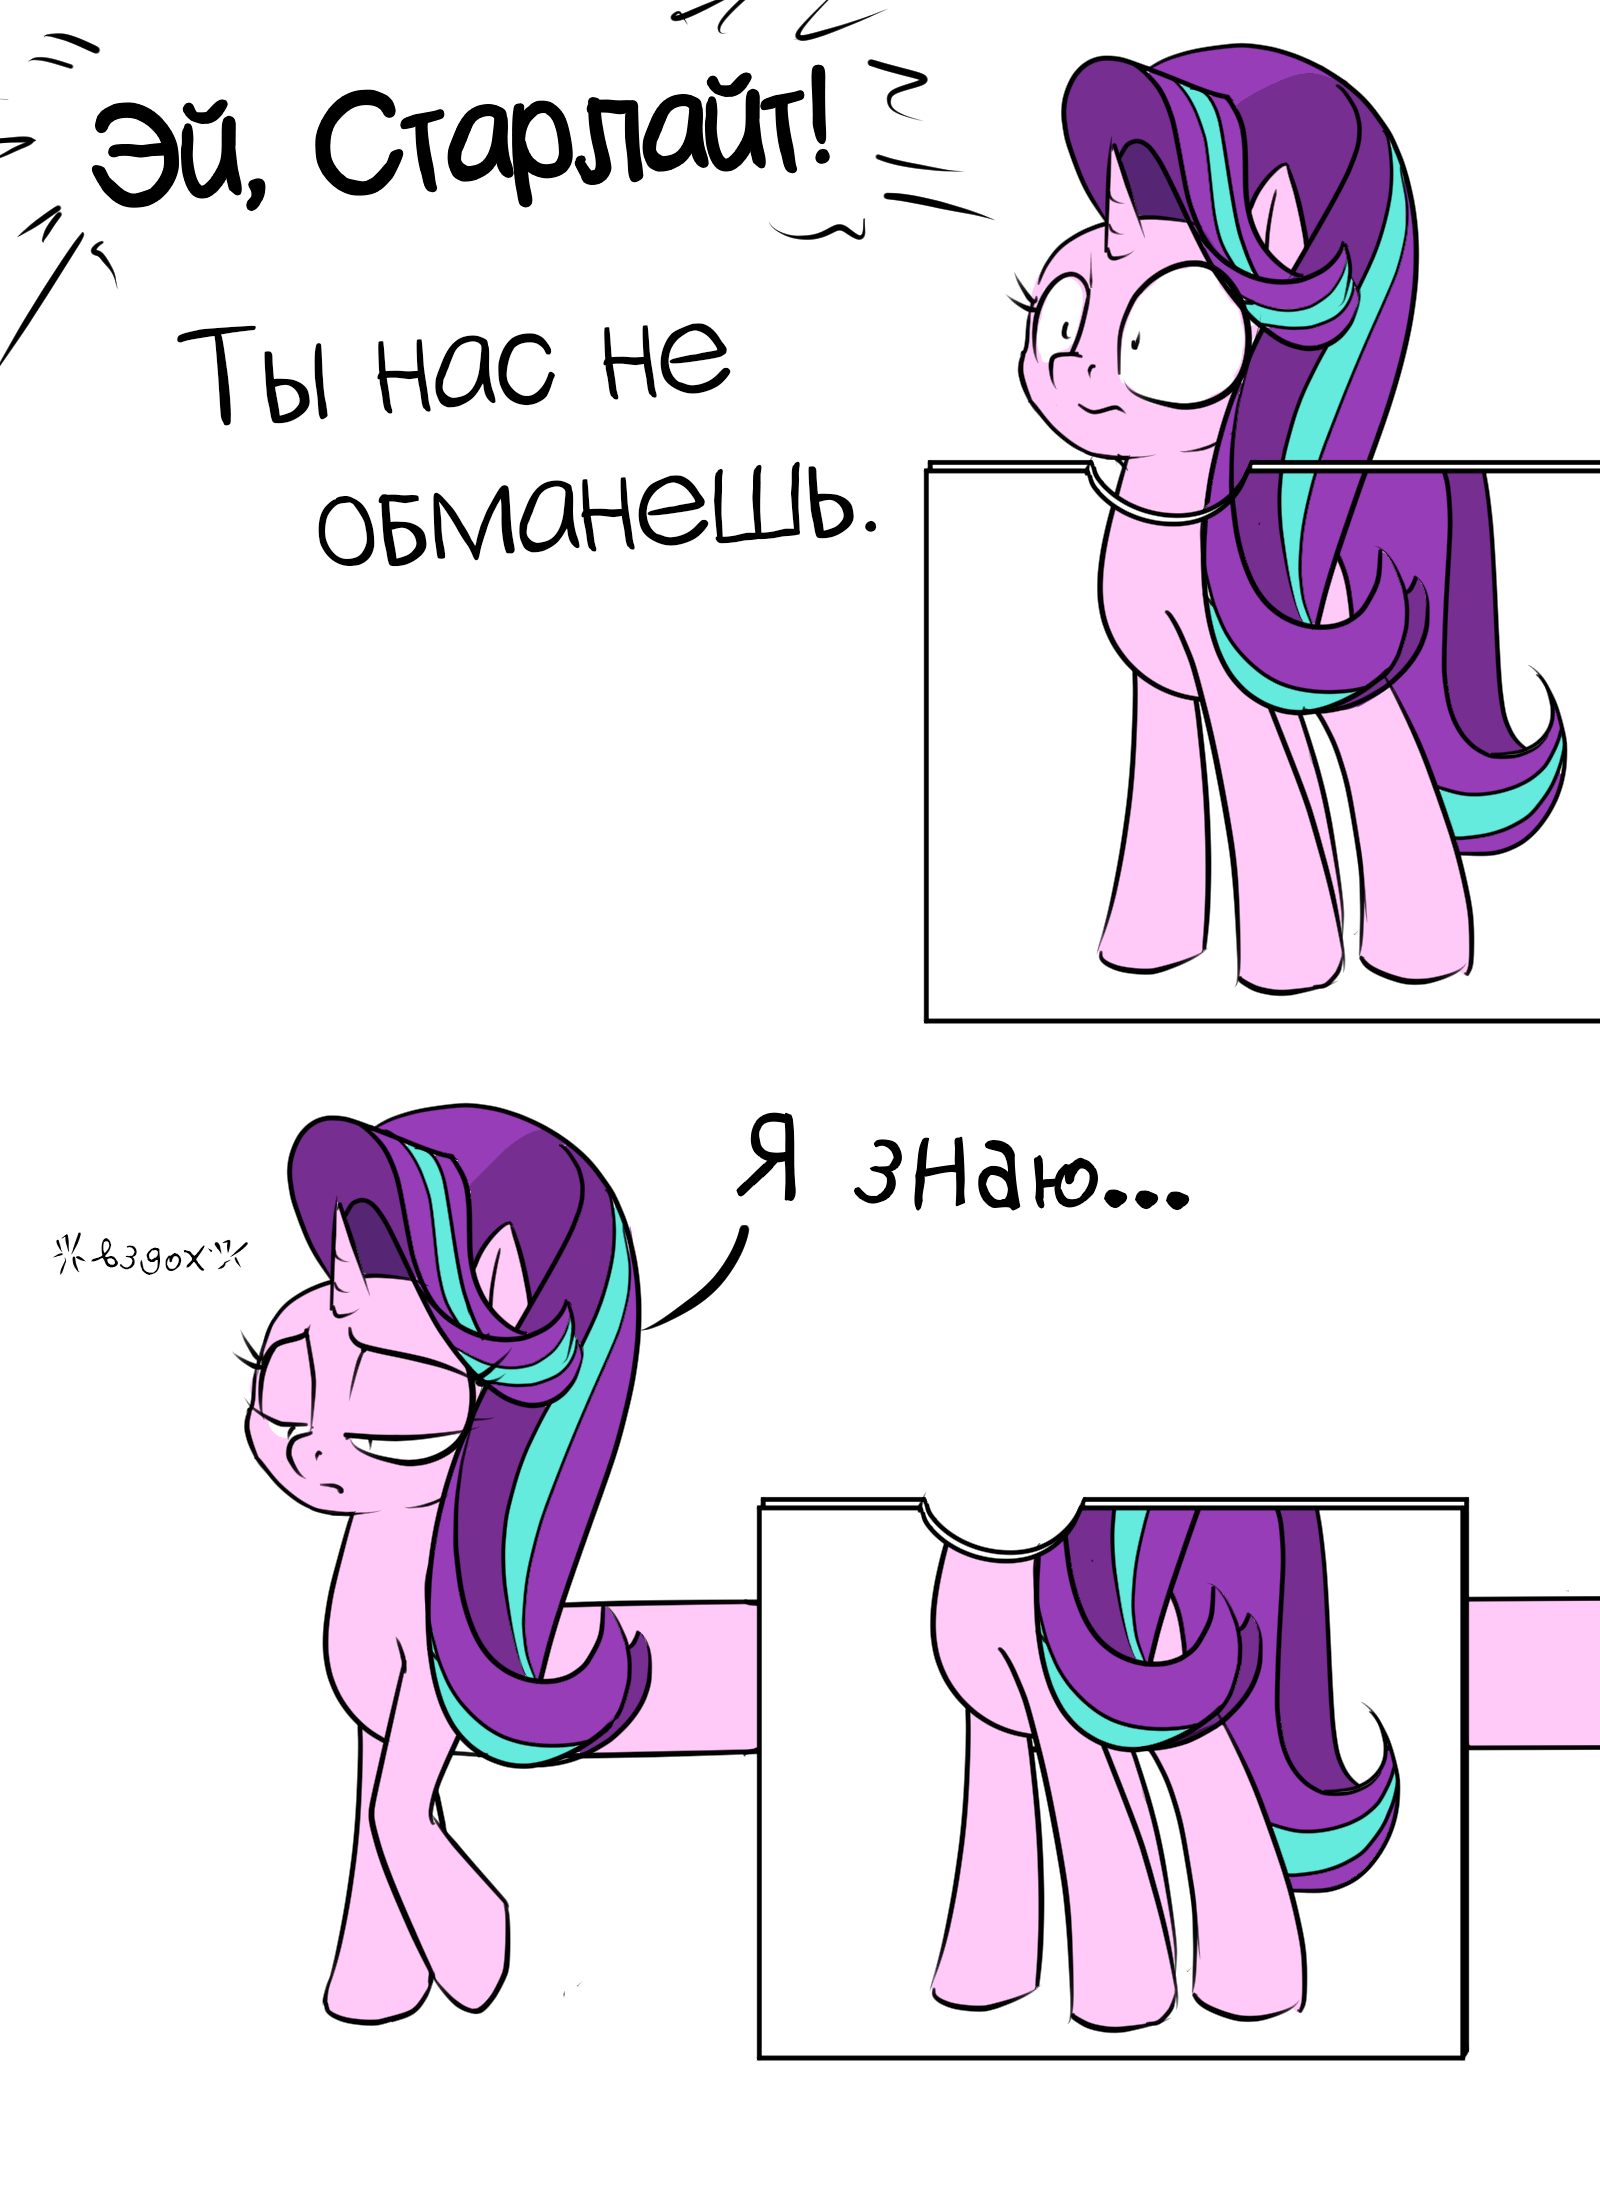 Эй, Старлайт!
Ты нас не
обманешь.
Я знаю...
вздох